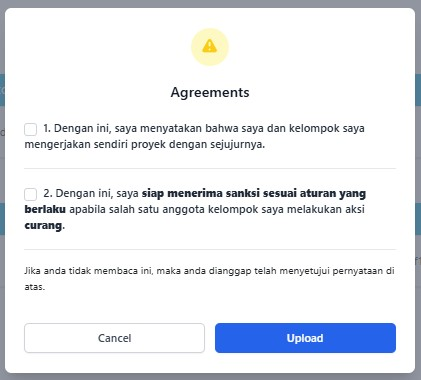 Agreements
1. Dengan ini, saya menyatakan bahwa saya dan kelompok saya
mengerjakan sendiri proyek dengan sejujurnya.
2. Dengan ini, saya siap menerima sanksi sesuai aturan yang
berlaku apabila salah satu anggota kelompok saya melakukan aksi
curang.
Jika anda tidak membaca ini, maka anda dianggap telah menyetujui pernyataan di
atas.
Cancel
Upload